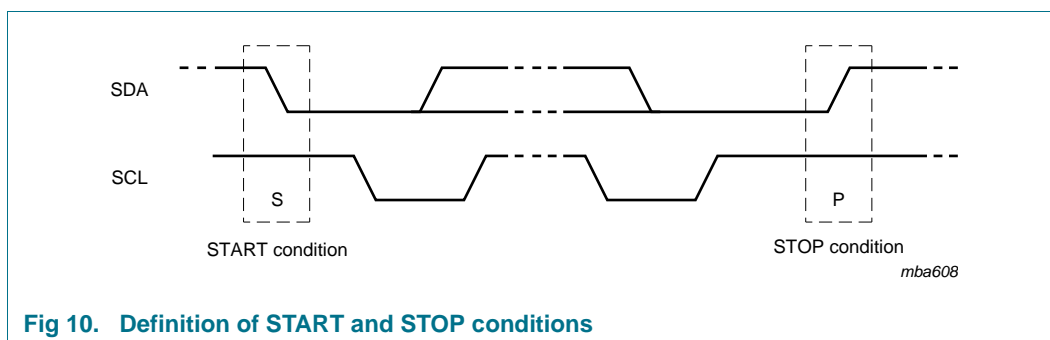 SDA
SCL
S
P
START condition
STOP condition
mba608
Fig 10. Definition of START and STOP conditions